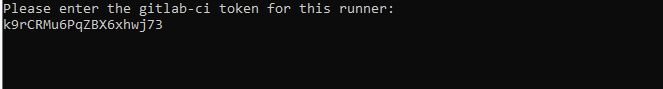 Please enter the gitlab-ci token for this runner:
k9rCRMu6PqZBX6xhwj73